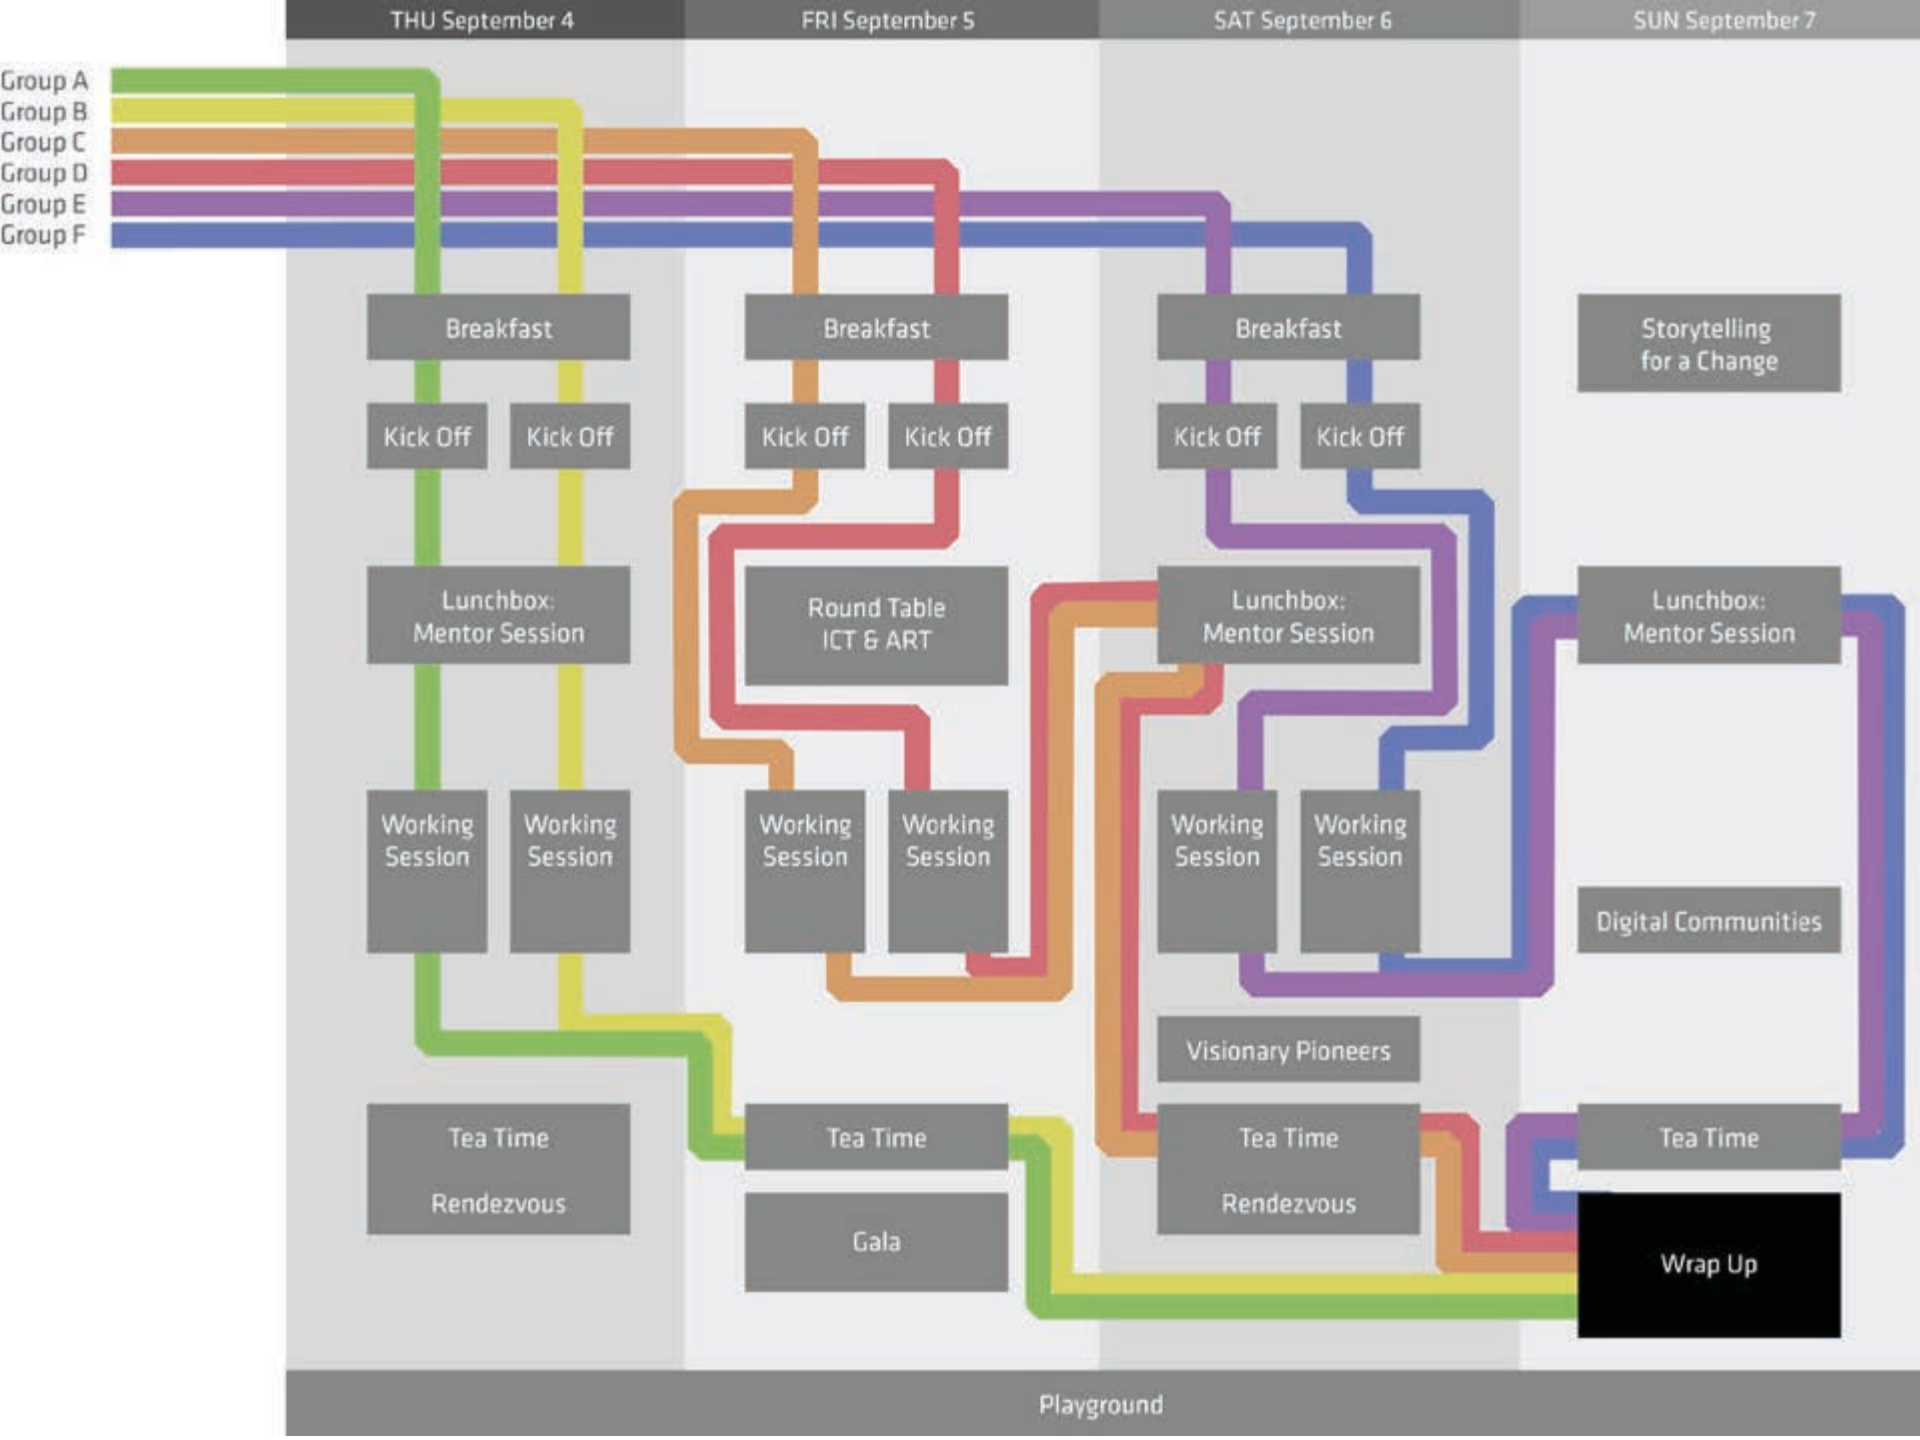 THU September 4
FRI September 5
SAT September 6
SUN September 7
Group A
Group B
Group C
Group D
Group E
Group F
Breakfast
Breakfast
Breakfast
Storytelling
for a Change
Kick Off
Kick Off
Kick Off
Kick Off
Kick Off
Kick Off
Lunchbox:
Mentor Session
Round Table
ICT & ART
Lunchbox:
Mentor Session
Lunchbox:
Mentor Session
Working
Session
Working
Session
Working
Session
Working
Session
Working
Session
Working
Session
Digital Communities
Visionary Pioneers
Tea Time
Rendezvous
Tea Time
Gala
Tea Time
Rendezvous
Tea Time
Wrap Up
Playground